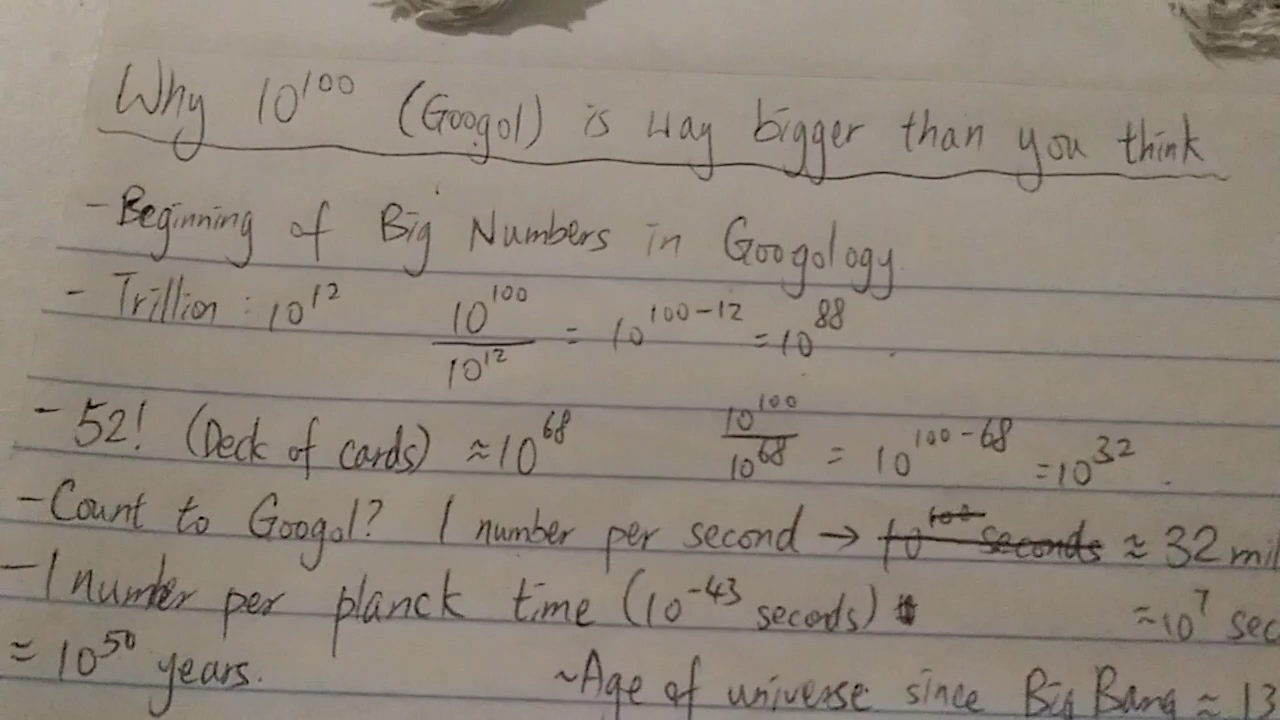 Why 10^100 (Googol) is way bigger than you think
- Beginning of Big Numbers in Googology
- Trillion : 10^12 10^100/10^12 = 10^100-12 = 10^88
- 52! (Deck of cards) ≈10^68 10^100/10^68 = 10^100-68 =10^32.
- Count to Googol? 1 number per second → 10^100 seconds ≈ 32 mil
- 1 number per planck time (10^-43 seconds) ≈10^7 sec
= 10^50 years. ~Age of universe since Big Bang ≈ 13